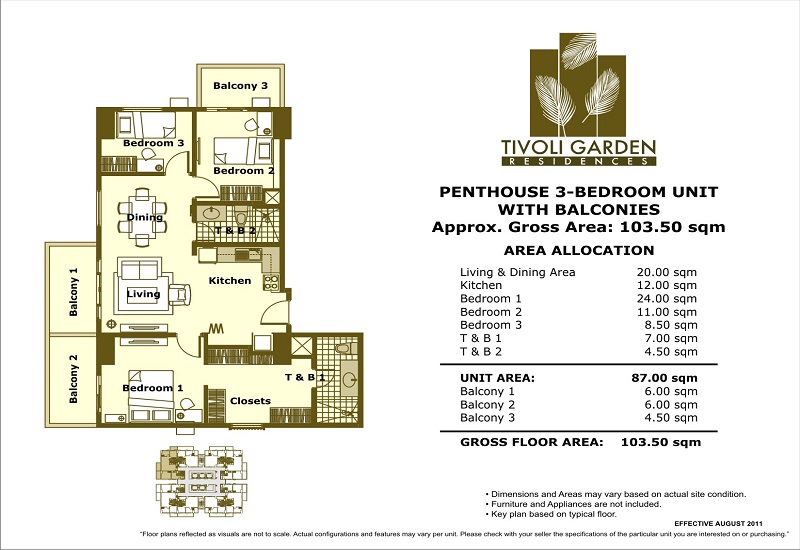 Balcony 3
Bedroom 3
Bedroom 2
Dining
T & B 2
Kitchen
Balcony 1
Living
Balcony 2
Bedroom 1
T & B 1
Closets
TIVOLI GARDEN
RESIDENCES
PENTHOUSE 3-BEDROOM UNIT
WITH BALCONIES
Approx. Gross Area: 103.50 sqm
AREA ALLOCATION
Living & Dining Area 20.00 sqm
Kitchen 12.00 sqm
Bedroom 1 24.00 sqm
Bedroom 2 11.00 sqm
Bedroom 3 8.50 sqm
T & B 1 7.00 sqm
T & B 2 4.50 sqm
UNIT AREA: 87.00 sqm
Balcony 1 6.00 sqm
Balcony 2 6.00 sqm
Balcony 3 4.50 sqm
GROSS FLOOR AREA: 103.50 sqm
• Dimensions and Areas may vary based on actual site condition.
• Furniture and Appliances are not included.
• Key plan based on typical floor.
EFFECTIVE AUGUST 2011
"Floor plans reflected as visuals are not to scale. Actual configurations and features may vary per unit. Please check with your seller the specifications of the particular unit you are interested on or purchasing."